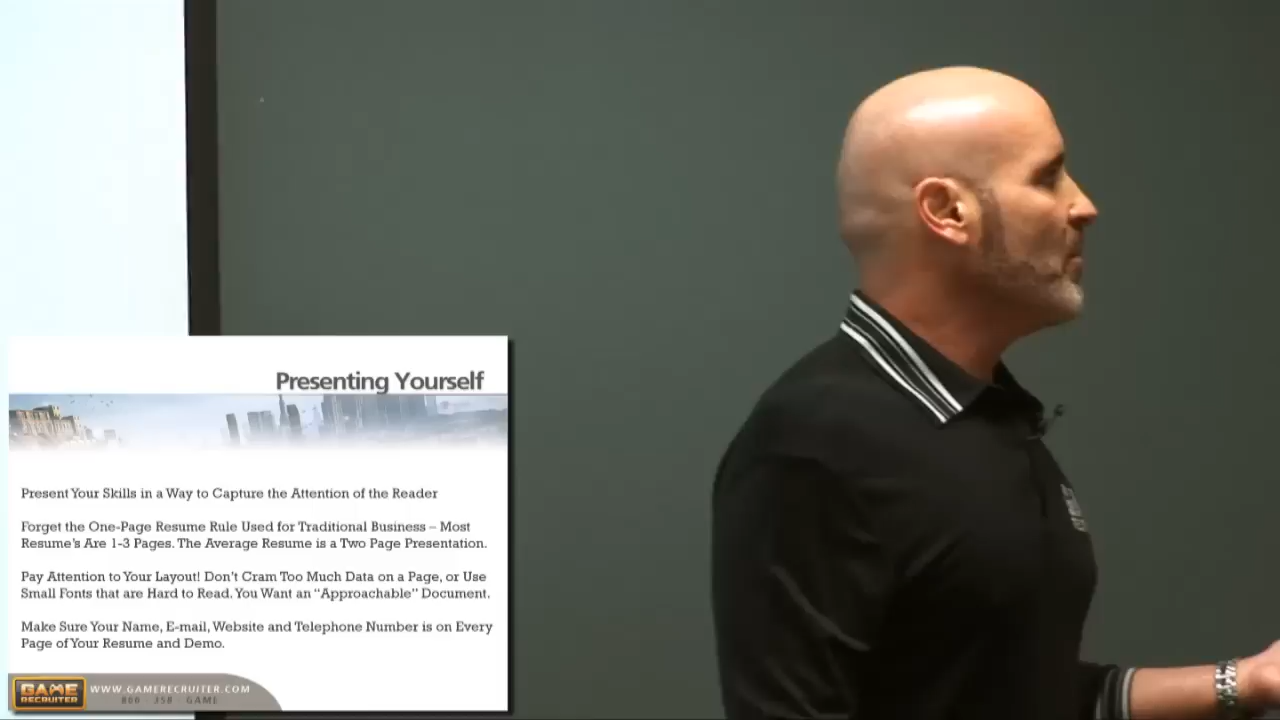 Presenting Yourself
Present Your Skills in a Way to Capture the Attention of the Reader
Forget the One-Page Resume Rule Used for Traditional Business – Most
Resume's Are 1-3 Pages. The Average Resume is a Two Page Presentation.
Pay Attention to Your Layout! Don't Cram Too Much Data on a Page, or Use
Small Fonts that are Hard to Read. You Want an “Approachable” Document.
Make Sure Your Name, E-mail, Website and Telephone Number is on Every
Page of Your Resume and Demo.
GAME
RECRUITER
WWW.GAMERECRUITER.COM
866 · 358 · GAME